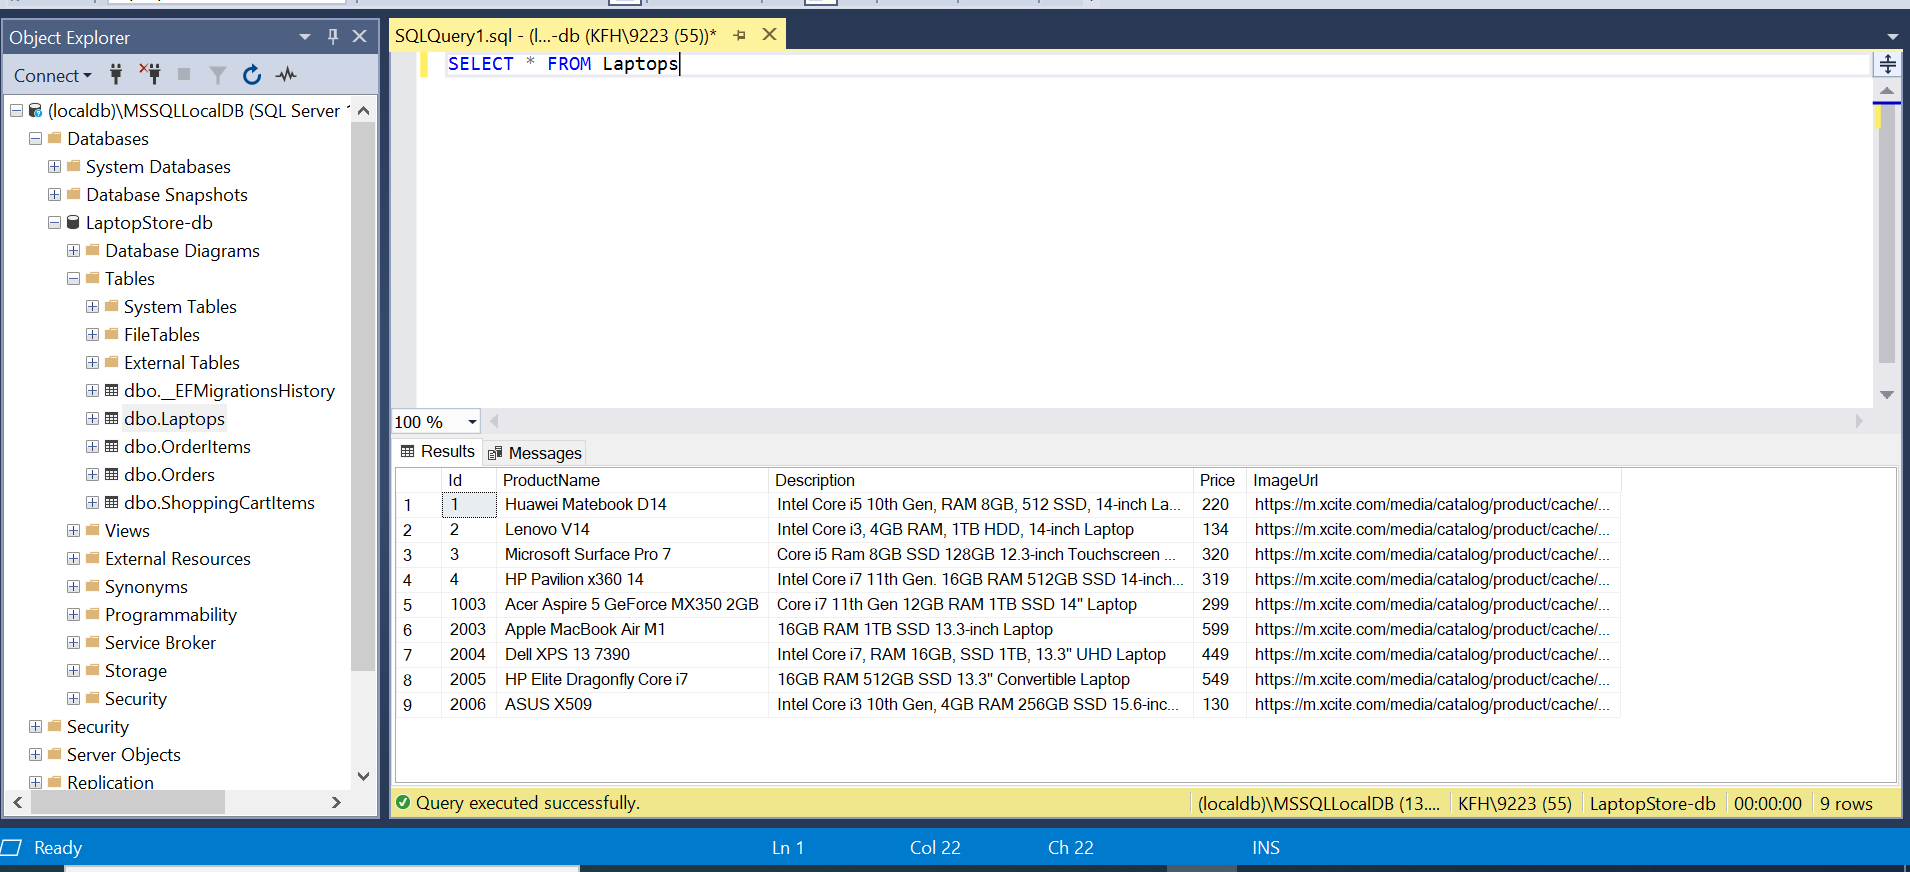 Object Explorer
Connect
(localdb)\MSSQLLocalDB (SQL Server
Databases
System Databases
Database Snapshots
LaptopStore-db
Database Diagrams
Tables
System Tables
FileTables
External Tables
dbo.__EFMigrationsHistory
dbo.Laptops
dbo.OrderItems
dbo.Orders
dbo.ShoppingCartItems
Views
External Resources
Synonyms
Programmability
Service Broker
Storage
Security
Security
Server Objects
Replication
SQLQuery1.sql - (l...-db (KFH\9223 (55))*
SELECT * FROM Laptops
100 %
Results Messages
Id ProductName Description Price ImageUrl
1 1 Huawei Matebook D14 Intel Core i5 10th Gen, RAM 8GB, 512 SSD, 14-inch La... 220 https://m.xcite.com/media/catalog/product/cache/...
2 2 Lenovo V14 Intel Core i3, 4GB RAM, 1TB HDD, 14-inch Laptop 134 https://m.xcite.com/media/catalog/product/cache/...
3 3 Microsoft Surface Pro 7 Core i5 Ram 8GB SSD 128GB 12.3-inch Touchscreen ... 320 https://m.xcite.com/media/catalog/product/cache/...
4 4 HP Pavilion x360 14 Intel Core i7 11th Gen. 16GB RAM 512GB SSD 14-inch... 319 https://m.xcite.com/media/catalog/product/cache/...
5 1003 Acer Aspire 5 GeForce MX350 2GB Core i7 11th Gen 12GB RAM 1TB SSD 14" Laptop 299 https://m.xcite.com/media/catalog/product/cache/...
6 2003 Apple MacBook Air M1 16GB RAM 1TB SSD 13.3-inch Laptop 599 https://m.xcite.com/media/catalog/product/cache/...
7 2004 Dell XPS 13 7390 Intel Core i7, RAM 16GB, SSD 1TB, 13.3" UHD Laptop 449 https://m.xcite.com/media/catalog/product/cache/...
8 2005 HP Elite Dragonfly Core i7 16GB RAM 512GB SSD 13.3" Convertible Laptop 549 https://m.xcite.com/media/catalog/product/cache/...
9 2006 ASUS X509 Intel Core i3 10th Gen, 4GB RAM 256GB SSD 15.6-inc... 130 https://m.xcite.com/media/catalog/product/cache/...
Query executed successfully. (localdb)\MSSQLLocalDB (13.... KFH\9223 (55) LaptopStore-db 00:00:00 9 rows
Ready Ln 1 Col 22 Ch 22 INS